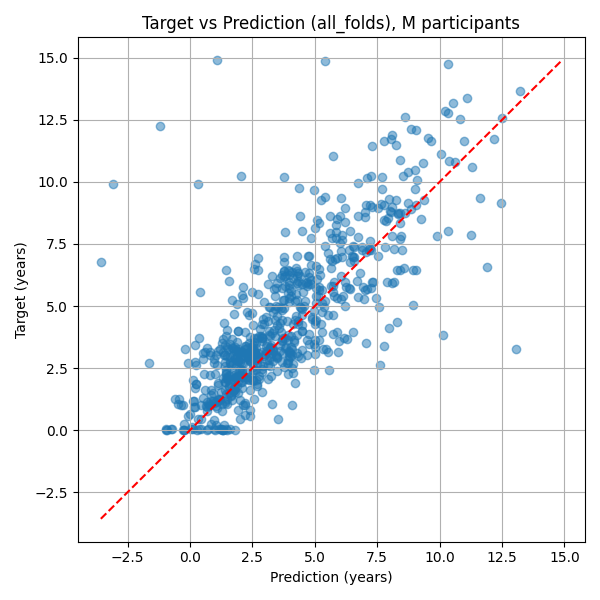 Target vs Prediction (all_folds), M participants
15.0
12.5
10.0
7.5
5.0
2.5
0.0
−2.5
Target (years)
−2.5 0.0 2.5 5.0 7.5 10.0 12.5 15.0
Prediction (years)